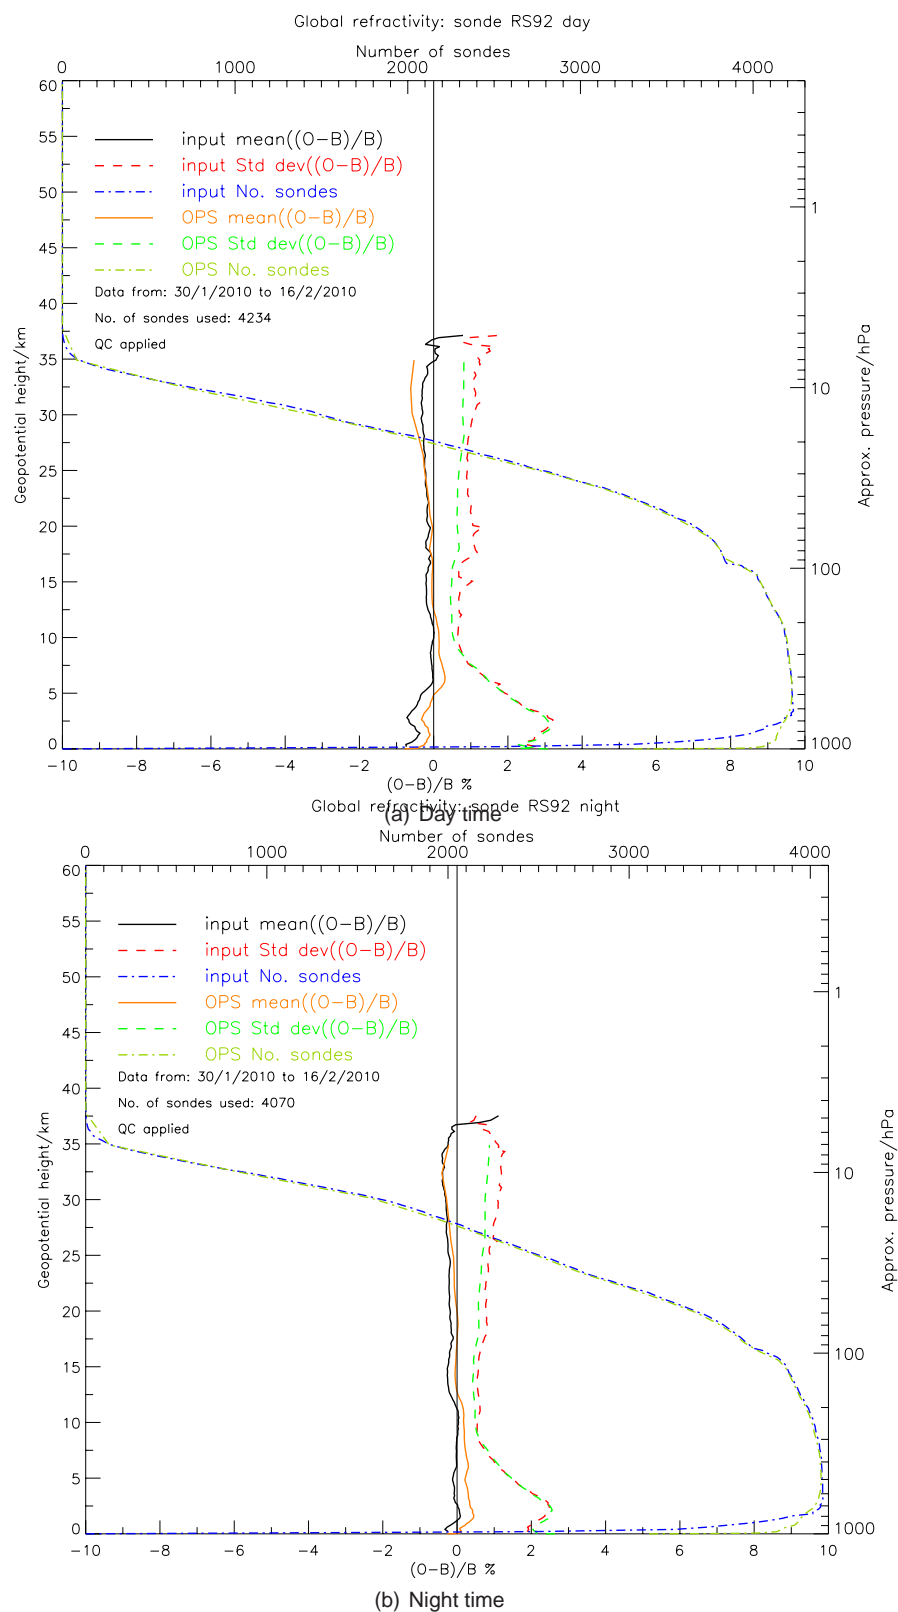 Global refractivity: sonde RS92 day
Number of sondes
0 1000 2000 3000 4000
60
55
50
45
40
35
30
25
20
15
10
5
0
Geopotential height/km
input mean((O−B)/B)
input Std dev((O−B)/B)
input No. sondes
OPS mean((O−B)/B)
OPS Std dev((O−B)/B)
OPS No. sondes
Data from: 30/1/2010 to 16/2/2010
No. of sondes used: 4234
QC applied
1
10
100
1000
Approx. pressure/hPa
−10 −8 −6 −4 −2 0 2 4 6 8 10
(O−B)/B %
(a) Day time
Global refractivity: sonde RS92 night
Number of sondes
0 1000 2000 3000 4000
60
55
50
45
40
35
30
25
20
15
10
5
0
Geopotential height/km
input mean((O−B)/B)
input Std dev((O−B)/B)
input No. sondes
OPS mean((O−B)/B)
OPS Std dev((O−B)/B)
OPS No. sondes
Data from: 30/1/2010 to 16/2/2010
No. of sondes used: 4070
QC applied
1
10
100
1000
Approx. pressure/hPa
−10 −8 −6 −4 −2 0 2 4 6 8 10
(O−B)/B %
(b) Night time